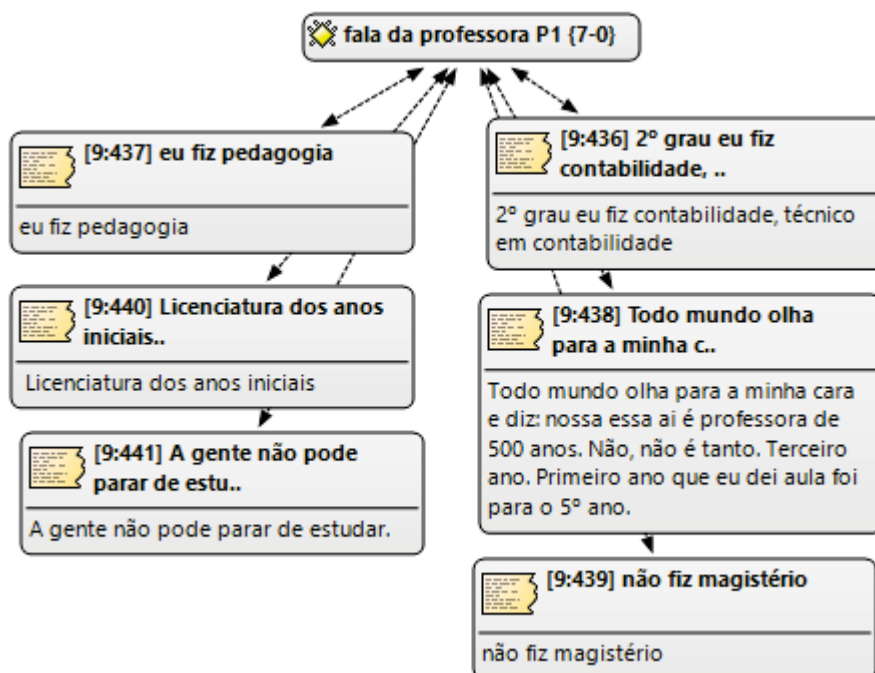 fala da professora P1 {7-0}
[9:437] eu fiz pedagogia
eu fiz pedagogia
[9:440] Licenciatura dos anos
iniciais..
Licenciatura dos anos iniciais
[9:441] A gente não pode
parar de estu..
A gente não pode parar de estudar.
[9:436] 2º grau eu fiz
contabilidade, ..
2º grau eu fiz contabilidade, técnico
em contabilidade
[9:438] Todo mundo olha
para a minha c..
Todo mundo olha para a minha cara
e diz: nossa essa ai é professora de
500 anos. Não, não é tanto. Terceiro
ano. Primeiro ano que eu dei aula foi
para o 5º ano.
[9:439] não fiz magistério
não fiz magistério